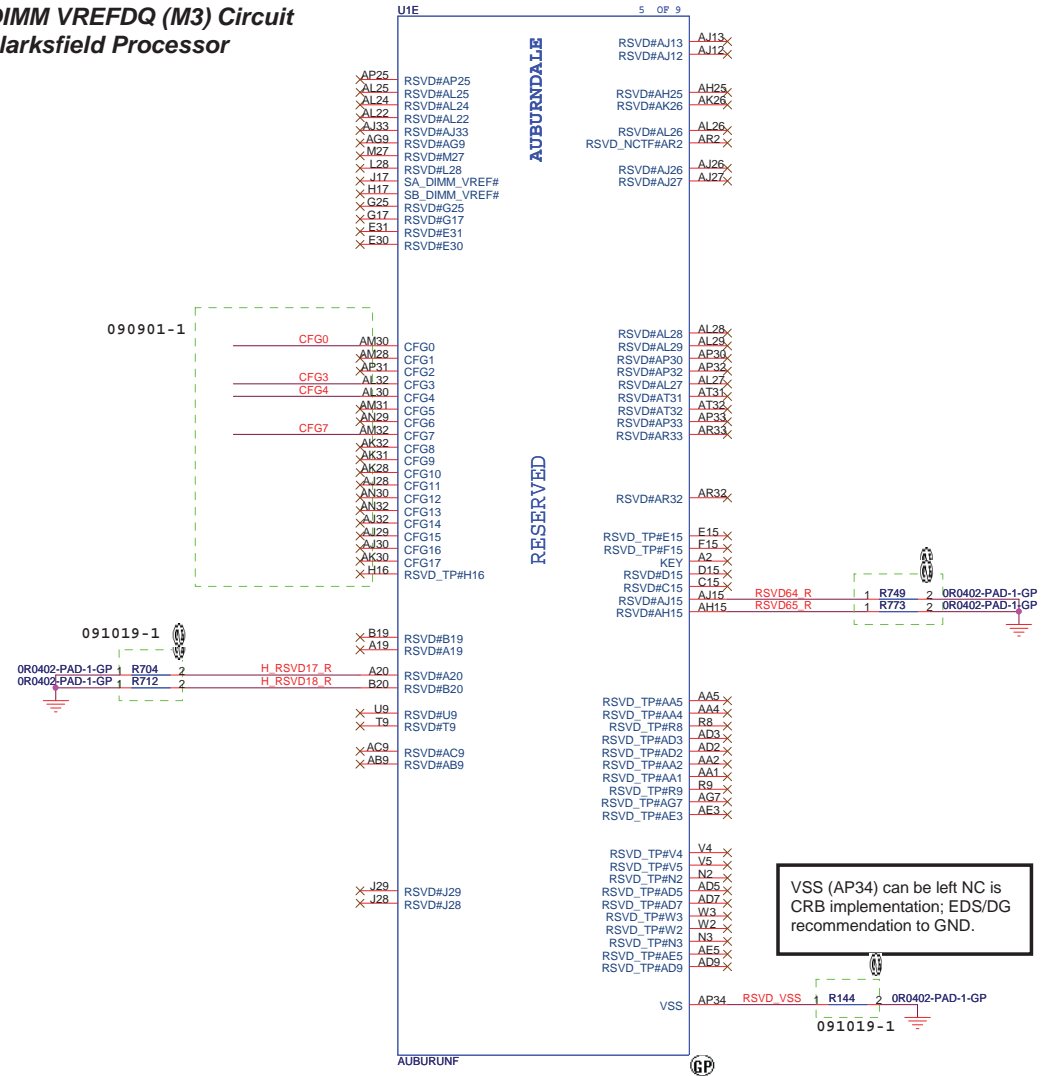 DIMM VREFDQ (M3) Circuit
larksfield Processor
U1E
5 OF 9
AUBURNDALE
RESERVED
AP25 RSVD#AP25
AL25 RSVD#AL25
AL24 RSVD#AL24
AL22 RSVD#AL22
AJ33 RSVD#AJ33
AG9 RSVD#AG9
M27 RSVD#M27
L28 RSVD#L28
J17 SA_DIMM_VREF#
H17 SB_DIMM_VREF#
G25 RSVD#G25
G17 RSVD#G17
E31 RSVD#E31
E30 RSVD#E30
090901-1
CFG0 AM30 CFG0
AM28 CFG1
AP31 CFG2
CFG3 AL32 CFG3
CFG4 AL30 CFG4
AM31 CFG5
AN29 CFG6
CFG7 AM32 CFG7
AK32 CFG8
AK31 CFG9
AK28 CFG10
AJ28 CFG11
AN30 CFG12
AN32 CFG13
AJ32 CFG14
AJ29 CFG15
AJ30 CFG16
AK30 CFG17
H16 RSVD_TP#H16
091019-1
B19 RSVD#B19
A19 RSVD#A19
0R0402-PAD-1-GP 1 R704 2 H_RSVD17_R A20 RSVD#A20
0R0402-PAD-1-GP 1 R712 2 H_RSVD18_R B20 RSVD#B20
U9 RSVD#U9
T9 RSVD#T9
AC9 RSVD#AC9
AB9 RSVD#AB9
J29 RSVD#J29
J28 RSVD#J28
RSVD#AJ13 AJ13
RSVD#AJ12 AJ12
RSVD#AH25 AH25
RSVD#AK26 AK26
RSVD#AL26 AL26
RSVD_NCTF#AR2 AR2
RSVD#AJ26 AJ26
RSVD#AJ27 AJ27
RSVD#AL28 AL28
RSVD#AL29 AL29
RSVD#AP30 AP30
RSVD#AP32 AP32
RSVD#AL27 AL27
RSVD#AT31 AT31
RSVD#AT32 AT32
RSVD#AP33 AP33
RSVD#AR33 AR33
RSVD#AR32 AR32
RSVD_TP#E15 E15
RSVD_TP#F15 F15
KEY A2
RSVD#D15 D15
RSVD#C15 C15
RSVD#AJ15 AJ15 RSVD64_R 1 R749 2 0R0402-PAD-1-GP
RSVD#AH15 AH15 RSVD65_R 1 R773 2 0R0402-PAD-1-GP
RSVD_TP#AA5 AA5
RSVD_TP#AA4 AA4
RSVD_TP#R8 R8
RSVD_TP#AD3 AD3
RSVD_TP#AD2 AD2
RSVD_TP#AA2 AA2
RSVD_TP#AA1 AA1
RSVD_TP#R9 R9
RSVD_TP#AG7 AG7
RSVD_TP#AE3 AE3
RSVD_TP#V4 V4
RSVD_TP#V5 V5
RSVD_TP#N2 N2
RSVD_TP#AD5 AD5
RSVD_TP#AD7 AD7
RSVD_TP#W3 W3
RSVD_TP#W2 W2
RSVD_TP#N3 N3
RSVD_TP#AE5 AE5
RSVD_TP#AD9 AD9
VSS (AP34) can be left NC is
CRB implementation; EDS/DG
recommendation to GND.
VSS AP34 RSVD_VSS 1 R144 2 0R0402-PAD-1-GP
091019-1
AUBURUNF
GP